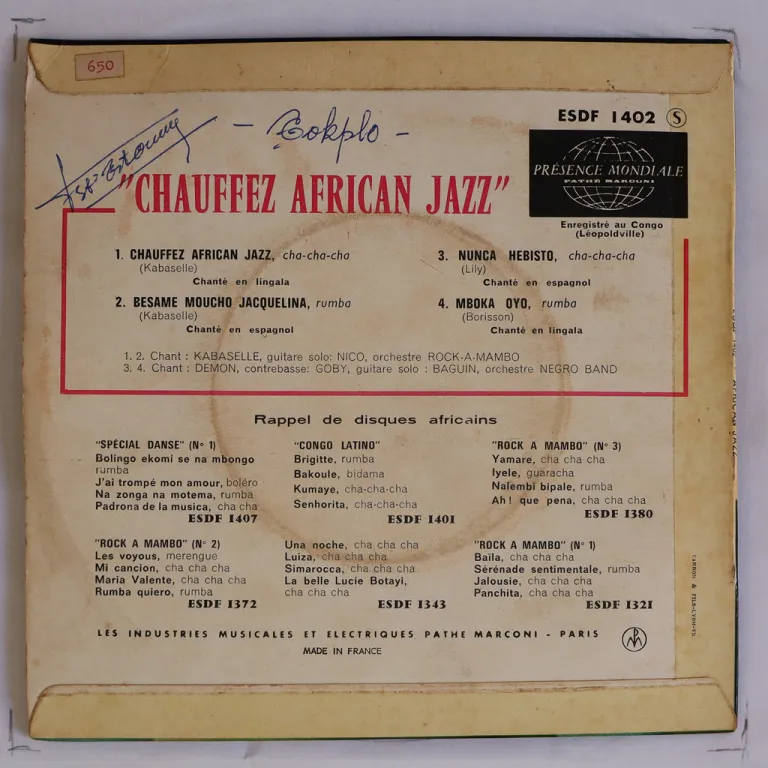 650
- Gokplo -
ESDF 1402 S
PRÉSENCE MONDIALE
PATHÉ MARCONI
Enregistré au Congo
(Léopoldville)
"CHAUFFEZ AFRICAN JAZZ"
1. CHAUFFEZ AFRICAN JAZZ, cha-cha-cha
(Kabaselle)
Chanté en lingala
2. BESAME MOUCHO JACQUELINA, rumba
(Kabaselle)
Chanté en espagnol
3. NUNCA HEBISTO, cha-cha-cha
(Lily)
Chanté en espagnol
4. MBOKA OYO, rumba
(Borisson)
Chanté en lingala
1. 2. Chant : KABASELLE, guitare solo: NICO, orchestre ROCK-A-MAMBO
3. 4. Chant : DEMON, contrebasse: GOBY, guitare solo : BAGUIN, orchestre NEGRO BAND
Rappel de disques africains
"SPÉCIAL DANSE" (N° 1)
Bolingo ekomi se na mbongo
rumba
J'ai trompé mon amour, boléro
Na zonga na motema, rumba
Padrona de la musica, cha cha
ESDF 1407
"CONGO LATINO"
Brigitte, rumba
Bakoule, bidama
Kumaye, cha-cha-cha
Senhorita, cha-cha-cha
ESDF 1401
"ROCK A MAMBO" (N° 3)
Yamare, cha cha cha
Iyele, guaracha
Nalembi bipale, rumba
Ah ! que pena, cha cha cha
ESDF 1380
"ROCK A MAMBO" (N° 2)
Les voyous, merengue
Mi cancion, cha cha cha
Maria Valente, cha cha cha
Rumba quiero, rumba
ESDF 1372
Una noche, cha cha cha
Luiza, cha cha cha
Simarocca, cha cha cha
La belle Lucie Botayi,
cha cha cha
ESDF 1343
"ROCK A MAMBO" (N° 1)
Baïla, cha cha cha
Sérénade sentimentale, rumba
Jalousie, cha cha cha
Panchita, cha cha cha
ESDF 1321
LES INDUSTRIES MUSICALES ET ELECTRIQUES PATHE MARCONI - PARIS
MADE IN FRANCE